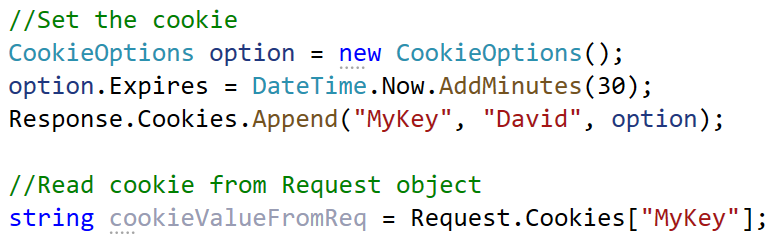 //Set the cookie
CookieOptions option = new CookieOptions();
option.Expires = DateTime.Now.AddMinutes(30);
Response.Cookies.Append("MyKey", "David", option);

//Read cookie from Request object
string cookieValueFromReq = Request.Cookies["MyKey"];